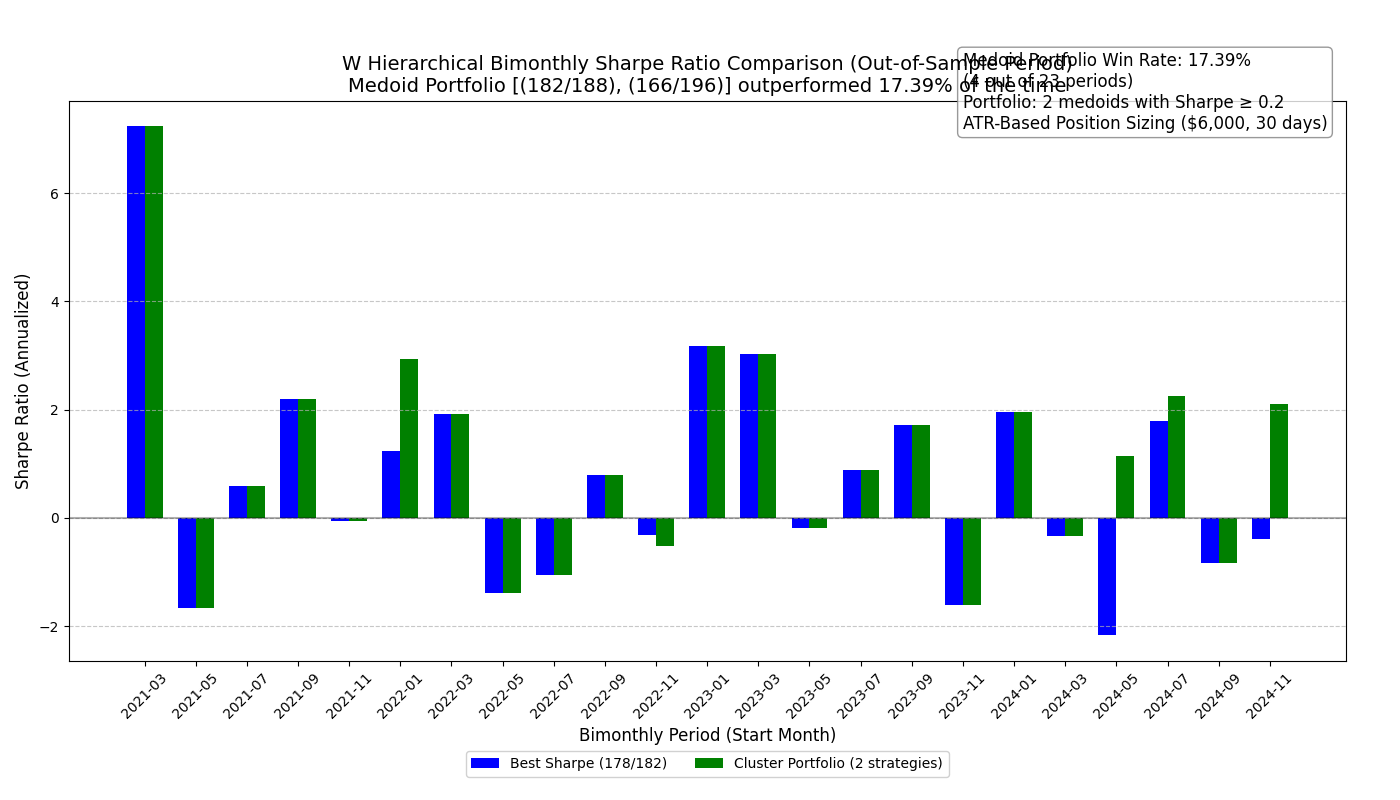 W Hierarchical Bimonthly Sharpe Ratio Comparison (Out-of-Sample Period)
Medoid Portfolio [(182/188), (166/196)] outperformed 17.39% of the time
Medoid Portfolio Win Rate: 17.39%
(4 out of 23 periods)
Portfolio: 2 medoids with Sharpe ≥ 0.2
ATR-Based Position Sizing ($6,000, 30 days)
Sharpe Ratio (Annualized)
6
4
2
0
−2
2021-03
2021-05
2021-07
2021-09
2021-11
2022-01
2022-03
2022-05
2022-07
2022-09
2022-11
2023-01
2023-03
2023-05
2023-07
2023-09
2023-11
2024-01
2024-03
2024-05
2024-07
2024-09
2024-11
Bimonthly Period (Start Month)
Best Sharpe (178/182)
Cluster Portfolio (2 strategies)